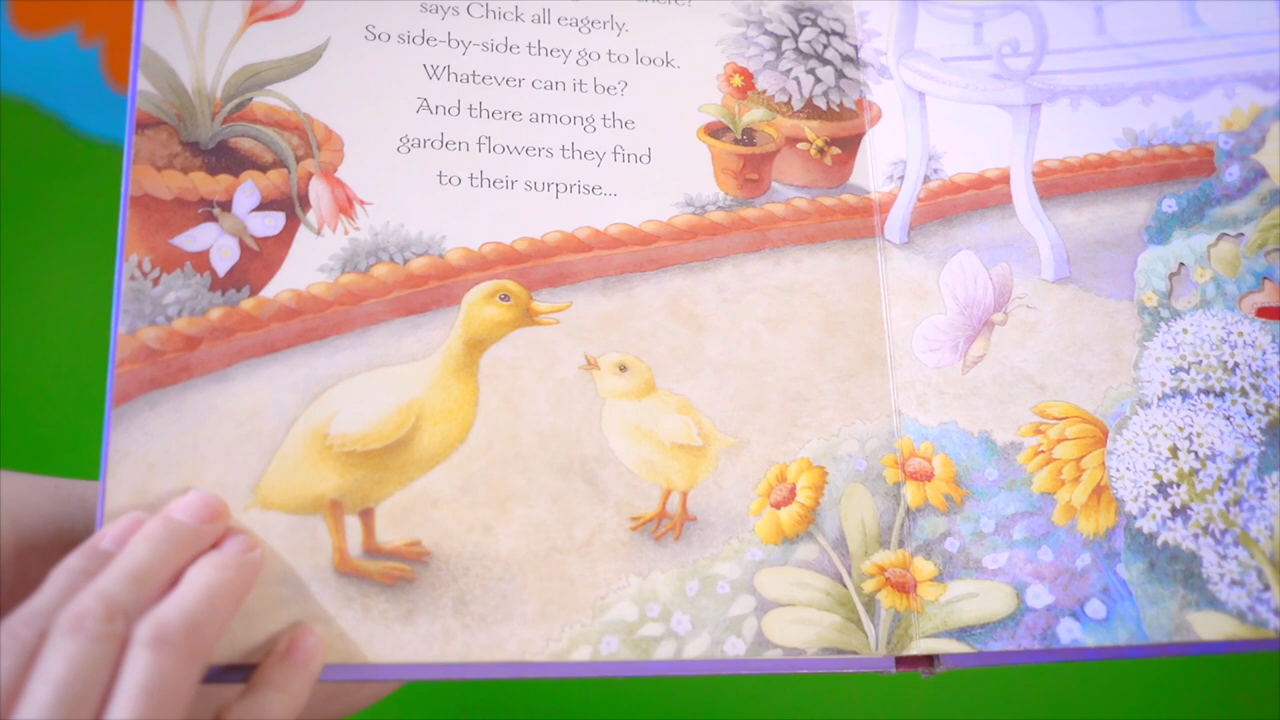 there?
says Chick all eagerly.
So side-by-side they go to look.
Whatever can it be?
And there among the
garden flowers they find
to their surprise...